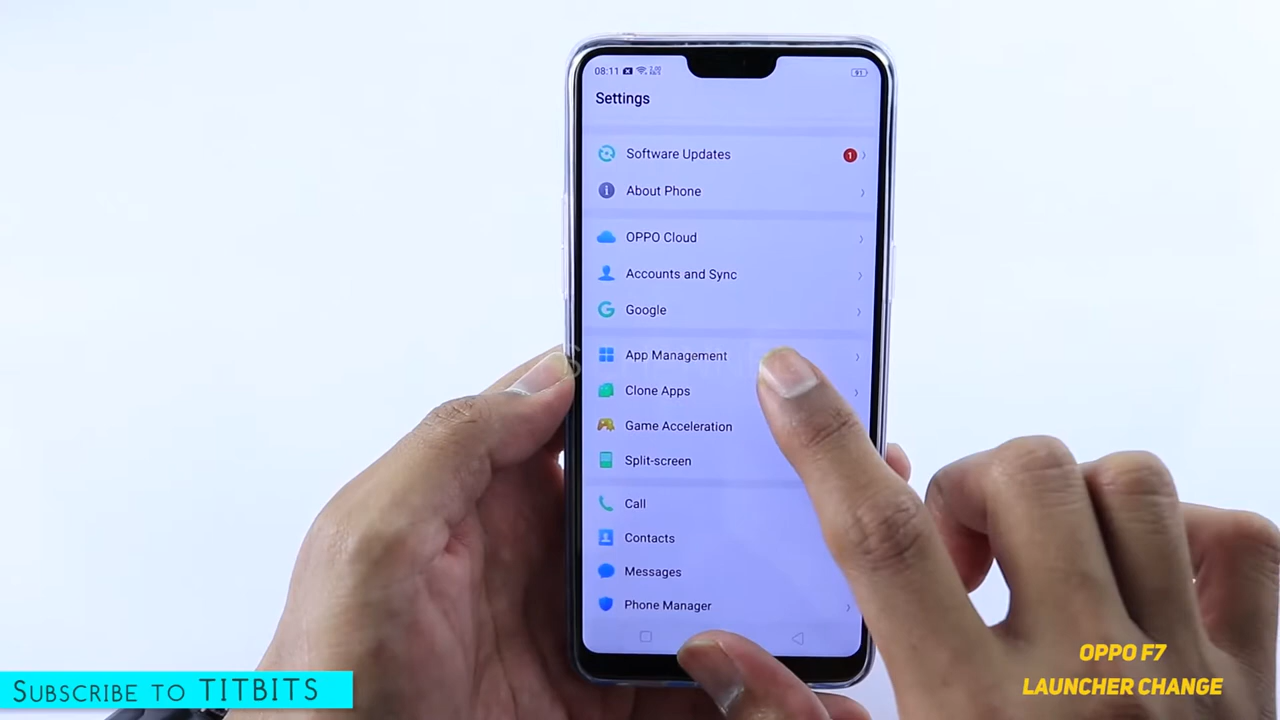 08:11
91
Settings
Software Updates
1
About Phone
OPPO Cloud
Accounts and Sync
Google
App Management
Clone Apps
Game Acceleration
Split-screen
Call
Contacts
Messages
Phone Manager
OPPO F7
LAUNCHER CHANGE
SUBSCRIBE TO TITBITS